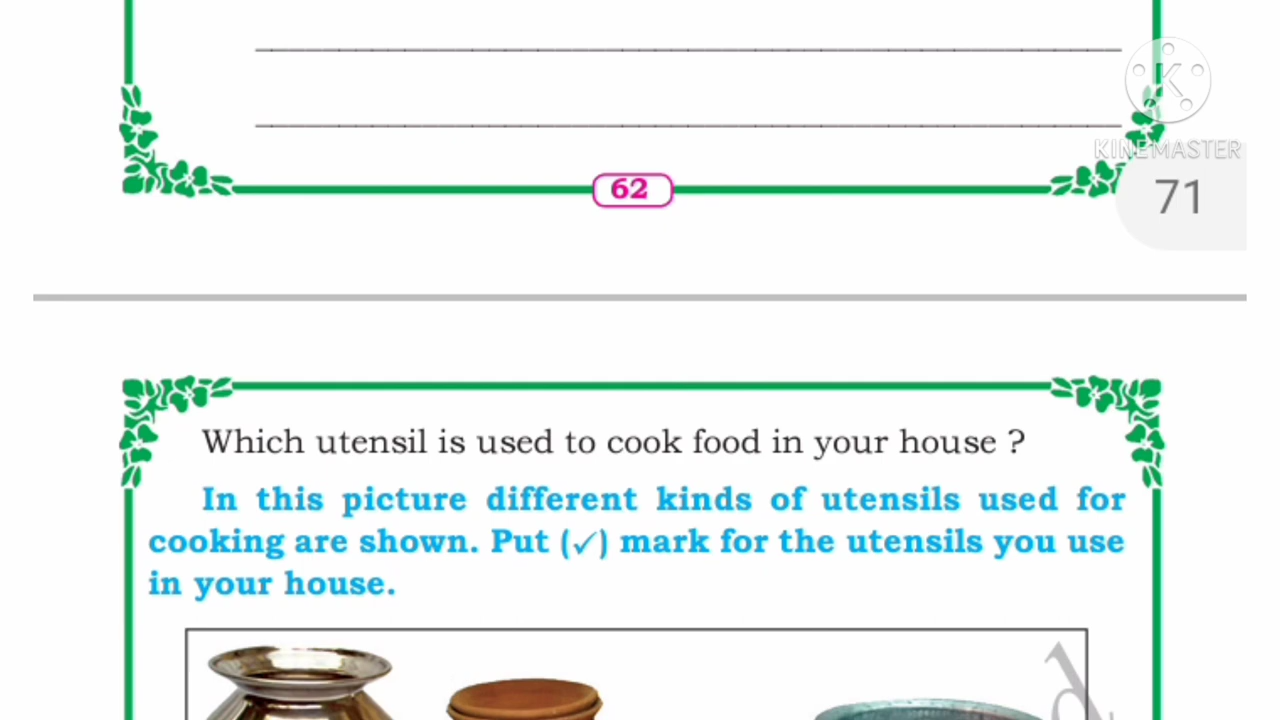 K
KINEMASTER
62
71
Which utensil is used to cook food in your house ?
In this picture different kinds of utensils used for
cooking are shown. Put (✓) mark for the utensils you use
in your house.
d